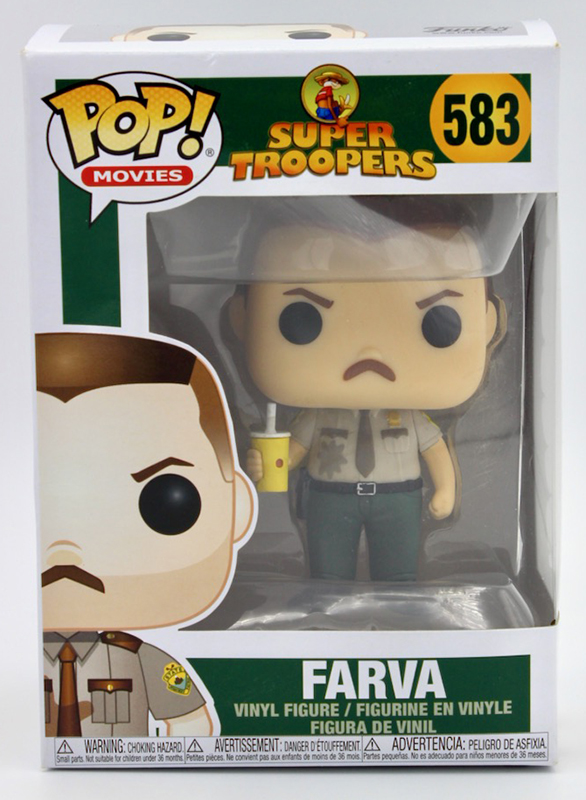 Funko
POP!
®
MOVIES
SUPER
TROOPERS
583
FARVA
VINYL FIGURE / FIGURINE EN VINYLE
FIGURA DE VINIL
WARNING: CHOKING HAZARD.
Small parts. Not suitable for children under 36 months.
AVERTISSEMENT: DANGER D'ÉTOUFFEMENT.
Petites pièces. Ne convient pas aux enfants de moins de 36 mois.
ADVERTENCIA: PELIGRO DE ASFIXIA.
Partes pequeñas. No es adecuado para niños menores de 36 meses.